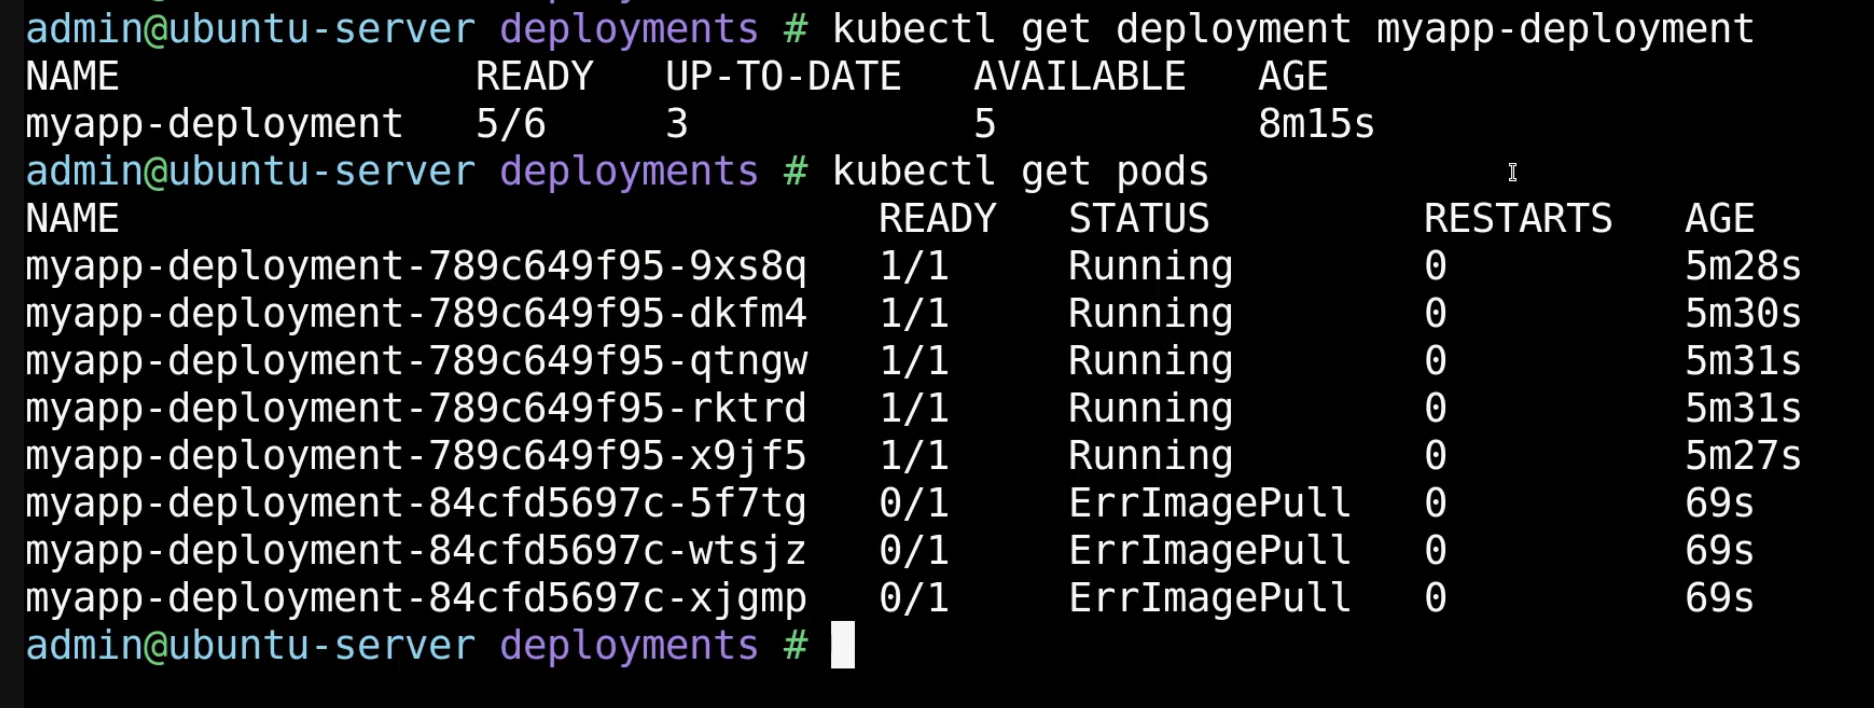 admin@ubuntu-server deployments # kubectl get deployment myapp-deployment
NAME READY UP-TO-DATE AVAILABLE AGE
myapp-deployment 5/6 3 5 8m15s
admin@ubuntu-server deployments # kubectl get pods
NAME READY STATUS RESTARTS AGE
myapp-deployment-789c649f95-9xs8q 1/1 Running 0 5m28s
myapp-deployment-789c649f95-dkfm4 1/1 Running 0 5m30s
myapp-deployment-789c649f95-qtngw 1/1 Running 0 5m31s
myapp-deployment-789c649f95-rktrd 1/1 Running 0 5m31s
myapp-deployment-789c649f95-x9jf5 1/1 Running 0 5m27s
myapp-deployment-84cfd5697c-5f7tg 0/1 ErrImagePull 0 69s
myapp-deployment-84cfd5697c-wtsjz 0/1 ErrImagePull 0 69s
myapp-deployment-84cfd5697c-xjgmp 0/1 ErrImagePull 0 69s
admin@ubuntu-server deployments #